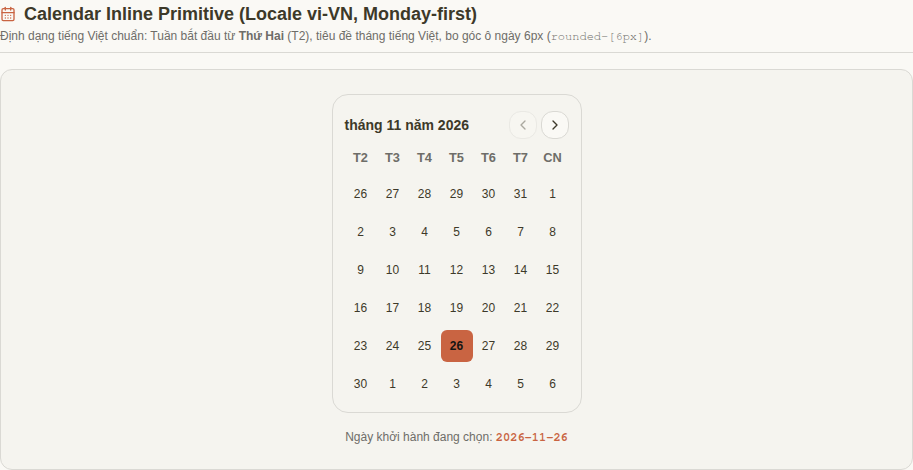 Calendar Inline Primitive (Locale vi-VN, Monday-first)
Định dạng tiếng Việt chuẩn: Tuần bắt đầu từ Thứ Hai (T2), tiêu đề tháng tiếng Việt, bo góc ô ngày 6px (rounded-[6px]).
tháng 11 năm 2026
T2 T3 T4 T5 T6 T7 CN
26 27 28 29 30 31 1
2 3 4 5 6 7 8
9 10 11 12 13 14 15
16 17 18 19 20 21 22
23 24 25 26 27 28 29
30 1 2 3 4 5 6
Ngày khởi hành đang chọn: 2026-11-26